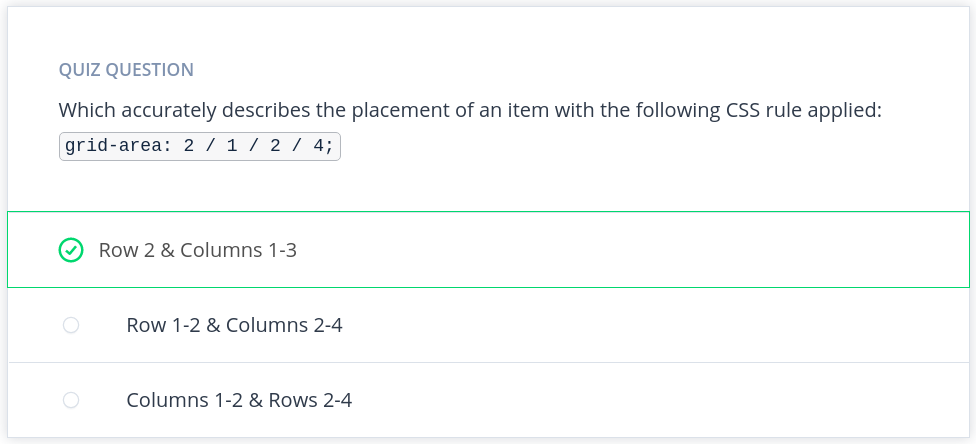 QUIZ QUESTION
Which accurately describes the placement of an item with the following CSS rule applied:
grid-area: 2 / 1 / 2 / 4;
Row 2 & Columns 1-3
Row 1-2 & Columns 2-4
Columns 1-2 & Rows 2-4